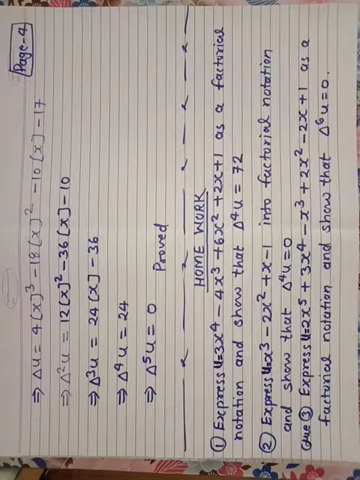 Page-4
⇒ Δu = 4[x]³-18[x]² -10[x]-17
⇒ Δ²u = 12[x]²-36[x]-10
⇒ Δ³u = 24[x]-36
⇒ Δ⁴u = 24
⇒ Δ⁵u = 0 Proved
HOME WORK
① Express u=3x⁴-4x³+6x²+2x+1 as a factorial
notation and show that Δ⁴u = 72
② Express u=x³-2x²+x-1 into factorial notation
and show that Δ⁴u=0
Que ③ Express u=2x⁵+3x⁴-x³+2x²-2x+1 as a
factorial notation and show that Δ⁶u=0.